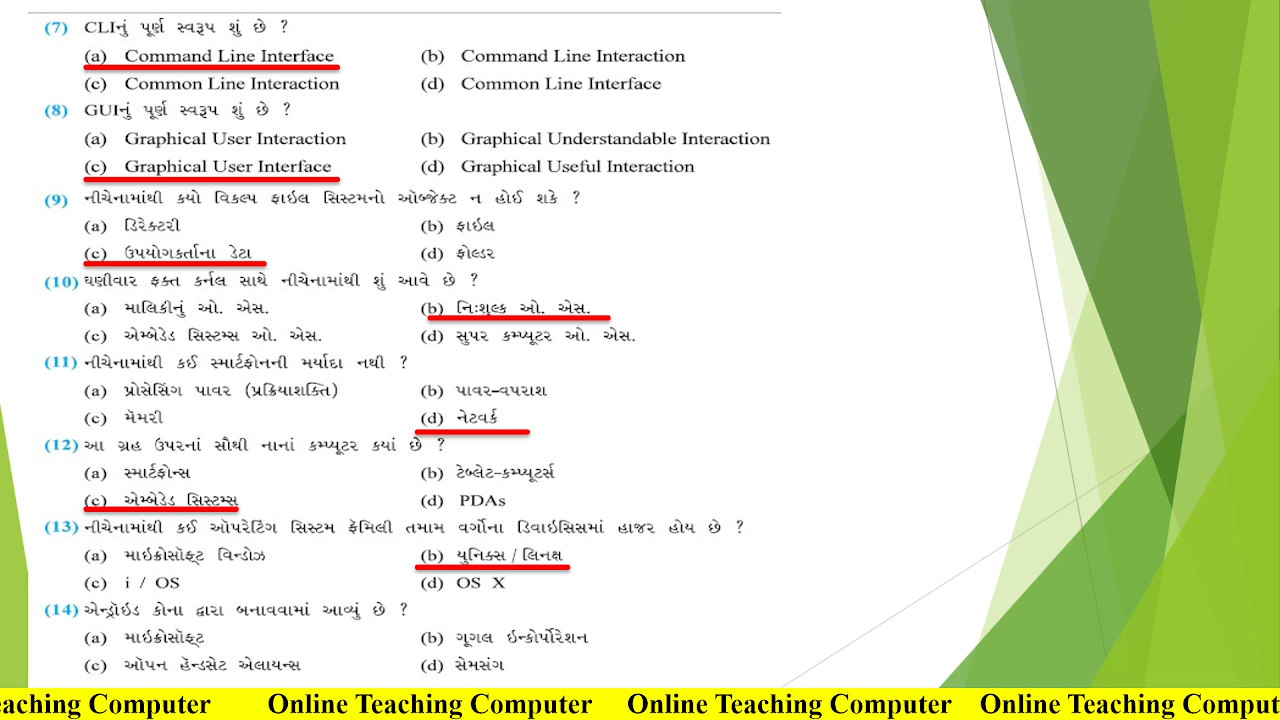 (7) CLIનું પૂર્ણ સ્વરૂપ શું છે ?
(a) Command Line Interface (b) Command Line Interaction
(c) Common Line Interaction (d) Common Line Interface
(8) GUIનું પૂર્ણ સ્વરૂપ શું છે ?
(a) Graphical User Interaction (b) Graphical Understandable Interaction
(c) Graphical User Interface (d) Graphical Useful Interaction
(9) નીચેનામાંથી કયો વિકલ્પ ફાઇલ સિસ્ટમનો ઑબ્જેક્ટ ન હોઈ શકે ?
(a) ડિરેક્ટરી (b) ફાઇલ
(c) ઉપયોગકર્તાના ડેટા (d) ફોલ્ડર
(10) ઘણીવાર ફક્ત કર્નલ સાથે નીચેનામાંથી શું આવે છે ?
(a) માલિકીનું ઓ. એસ. (b) નિઃશુલ્ક ઓ. એસ.
(c) એમ્બેડેડ સિસ્ટમ્સ ઓ. એસ. (d) સુપર કમ્પ્યૂટર ઓ. એસ.
(11) નીચેનામાંથી કઈ સ્માર્ટફોનની મર્યાદા નથી ?
(a) પ્રોસેસિંગ પાવર (પ્રક્રિયાશક્તિ) (b) પાવર-વપરાશ
(c) મૅમરી (d) નેટવર્ક
(12) આ ગ્રહ ઉપરનાં સૌથી નાનાં કમ્પ્યૂટર કયાં છે ?
(a) સ્માર્ટફોન્સ (b) ટેબ્લેટ-કમ્પ્યૂટર્સ
(c) એમ્બેડેડ સિસ્ટમ્સ (d) PDAs
(13) નીચેનામાંથી કઈ ઑપરેટિંગ સિસ્ટમ ફૅમિલી તમામ વર્ગોના ડિવાઇસિસમાં હાજર હોય છે ?
(a) માઇક્રોસૉફ્ટ વિન્ડોઝ (b) યુનિક્સ / લિનક્ષ
(c) i / OS (d) OS X
(14) એન્ડ્રૉઇડ કોના દ્વારા બનાવવામાં આવ્યું છે ?
(a) માઇક્રોસૉફ્ટ (b) ગૂગલ ઇન્કોર્પોરેશન
(c) ઑપન હૅન્ડસેટ એલાયન્સ (d) સેમસંગ
eaching Computer Online Teaching Computer Online Teaching Computer Online Teaching Comput